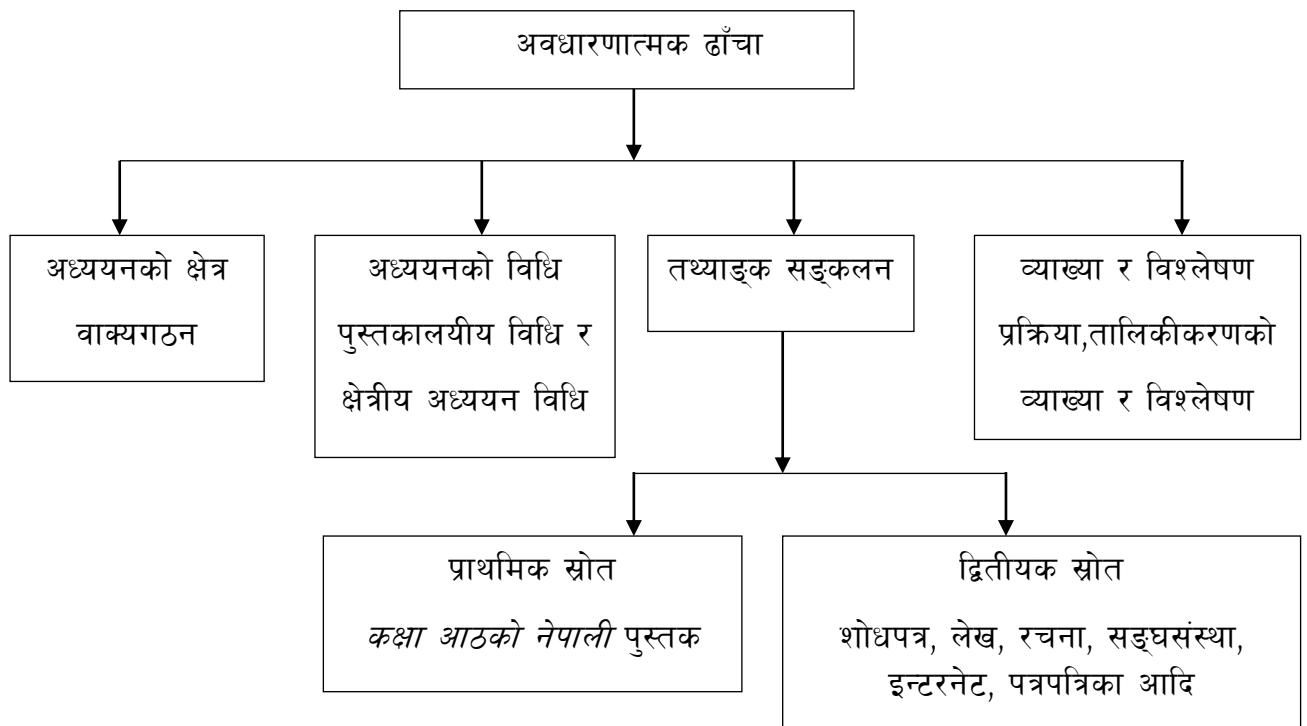 अवधारणात्मक ढाँचा
अध्ययनको क्षेत्र
वाक्यगठन
अध्ययनको विधि
पुस्तकालयीय विधि र
क्षेत्रीय अध्ययन विधि
तथ्याङ्क सङ्कलन
व्याख्या र विश्लेषण
प्रक्रिया,तालिकीकरणको
व्याख्या र विश्लेषण
प्राथमिक स्रोत
कक्षा आठको नेपाली पुस्तक
द्वितीयक स्रोत
शोधपत्र, लेख, रचना, सङ्घसंस्था,
इन्टरनेट, पत्रपत्रिका आदि